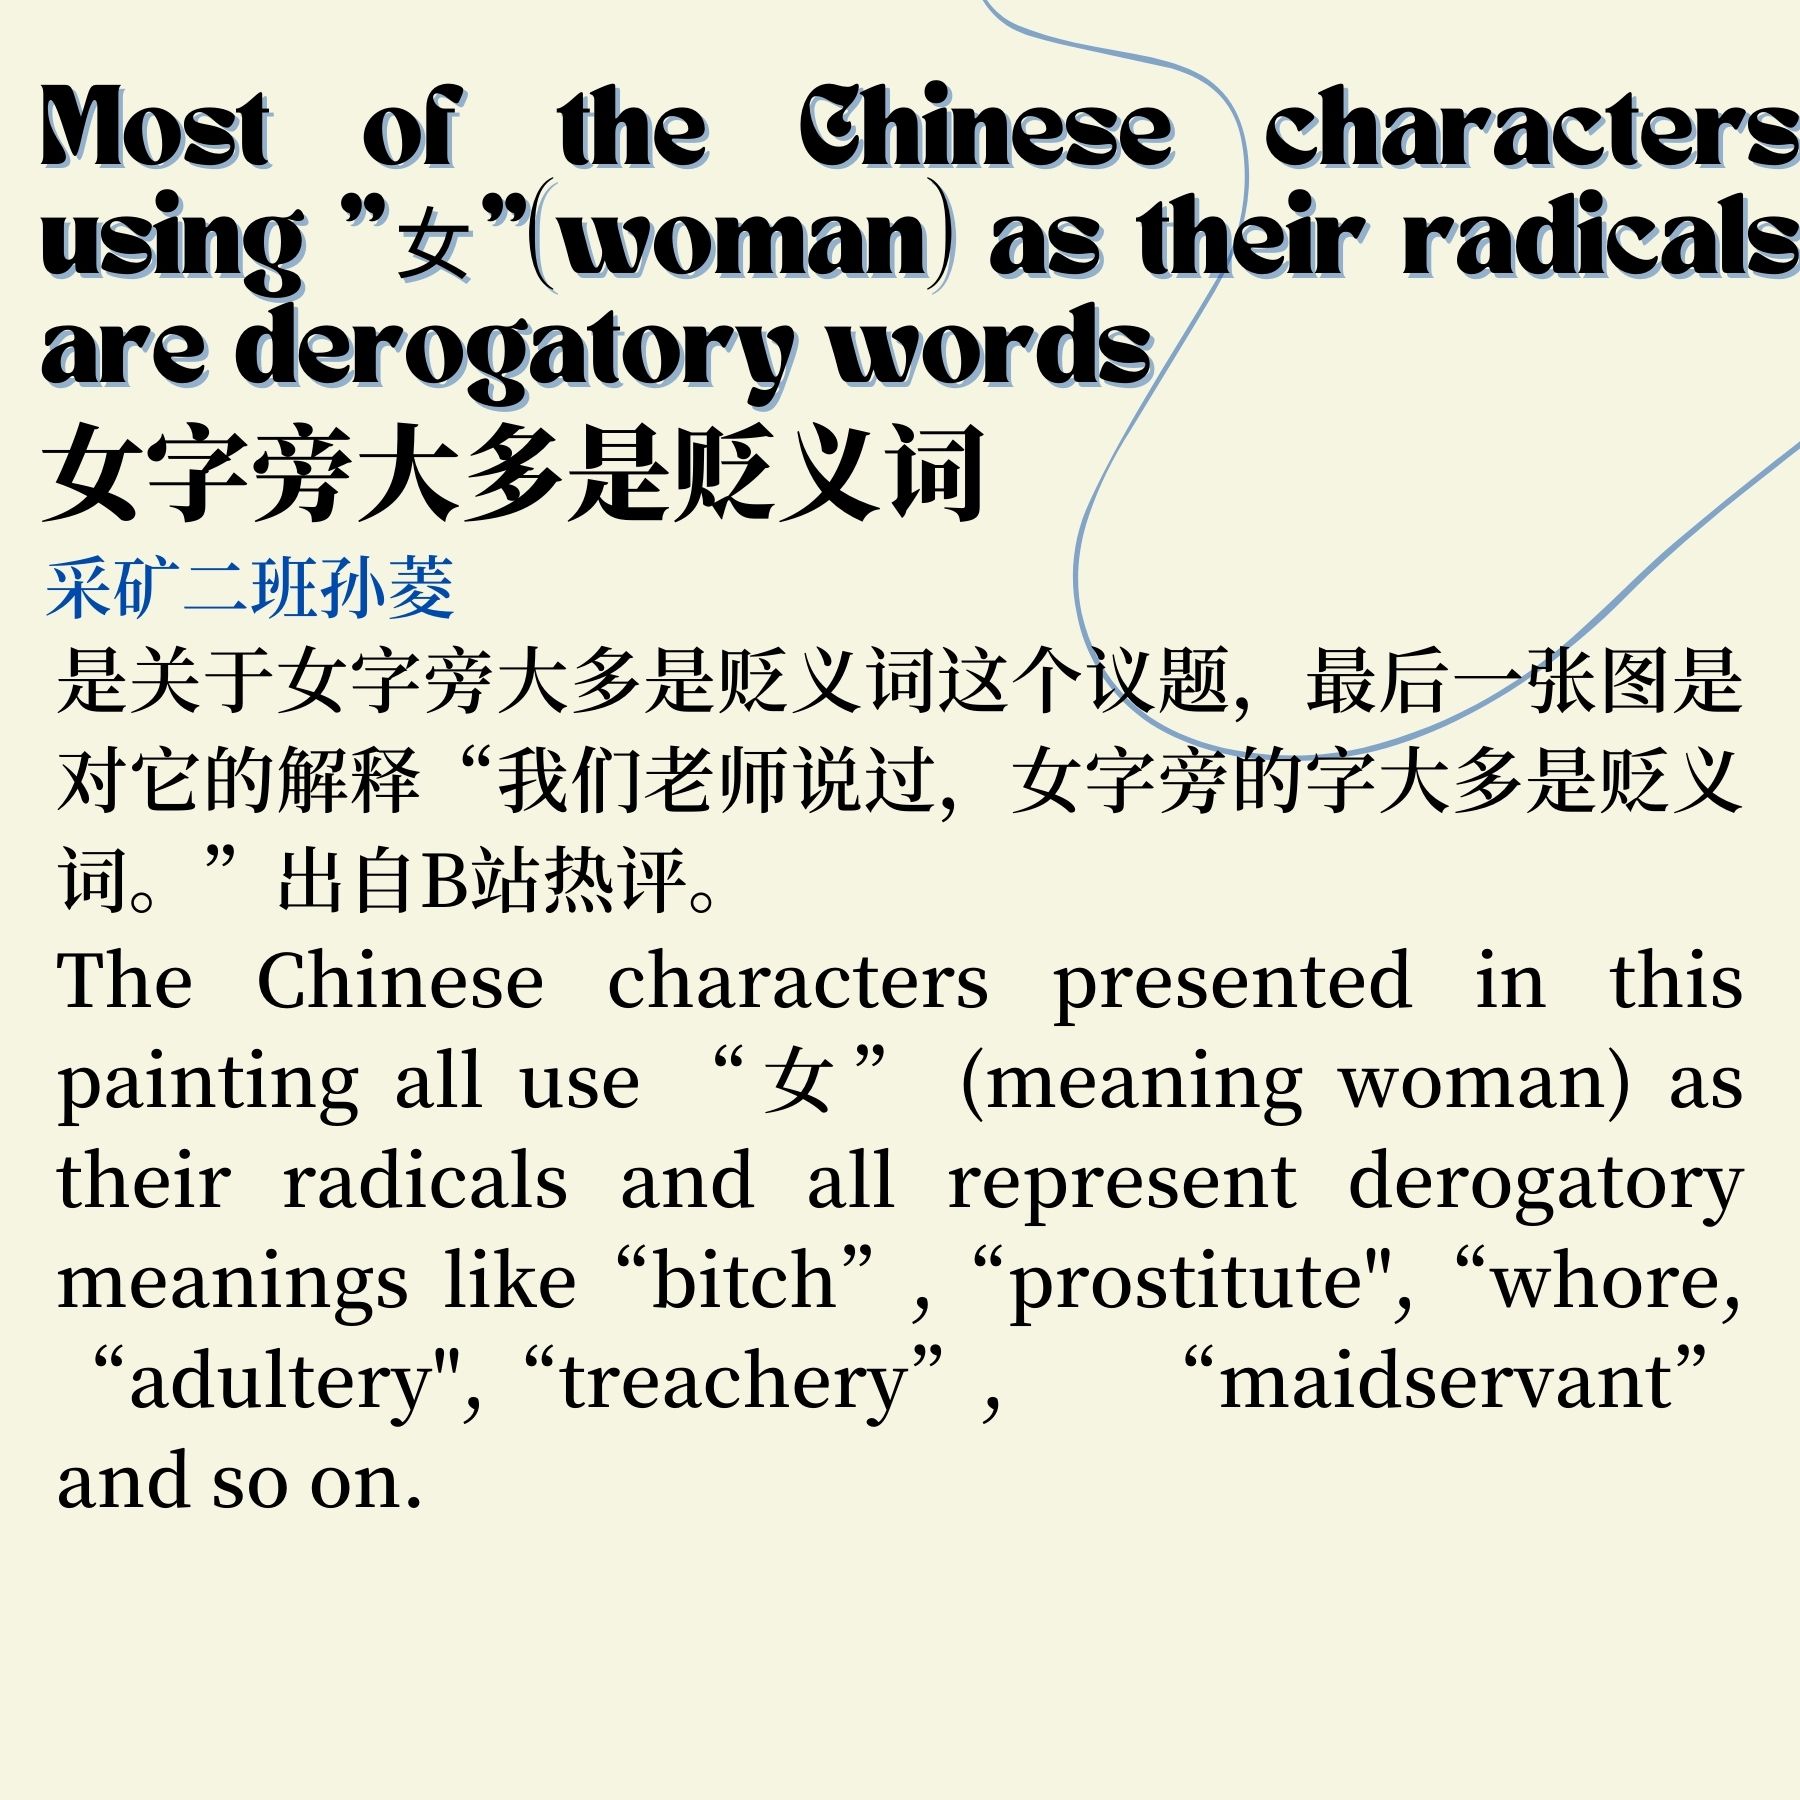 Most of the Chinese characters
using ”女”(woman) as their radicals
are derogatory words
女字旁大多是贬义词
采矿二班孙菱
是关于女字旁大多是贬义词这个议题，最后一张图是
对它的解释“我们老师说过，女字旁的字大多是贬义
词。”出自B站热评。
The Chinese characters presented in this
painting all use “女” (meaning woman) as
their radicals and all represent derogatory
meanings like “bitch”, “prostitute", “whore,
“adultery", “treachery”, “maidservant”
and so on.